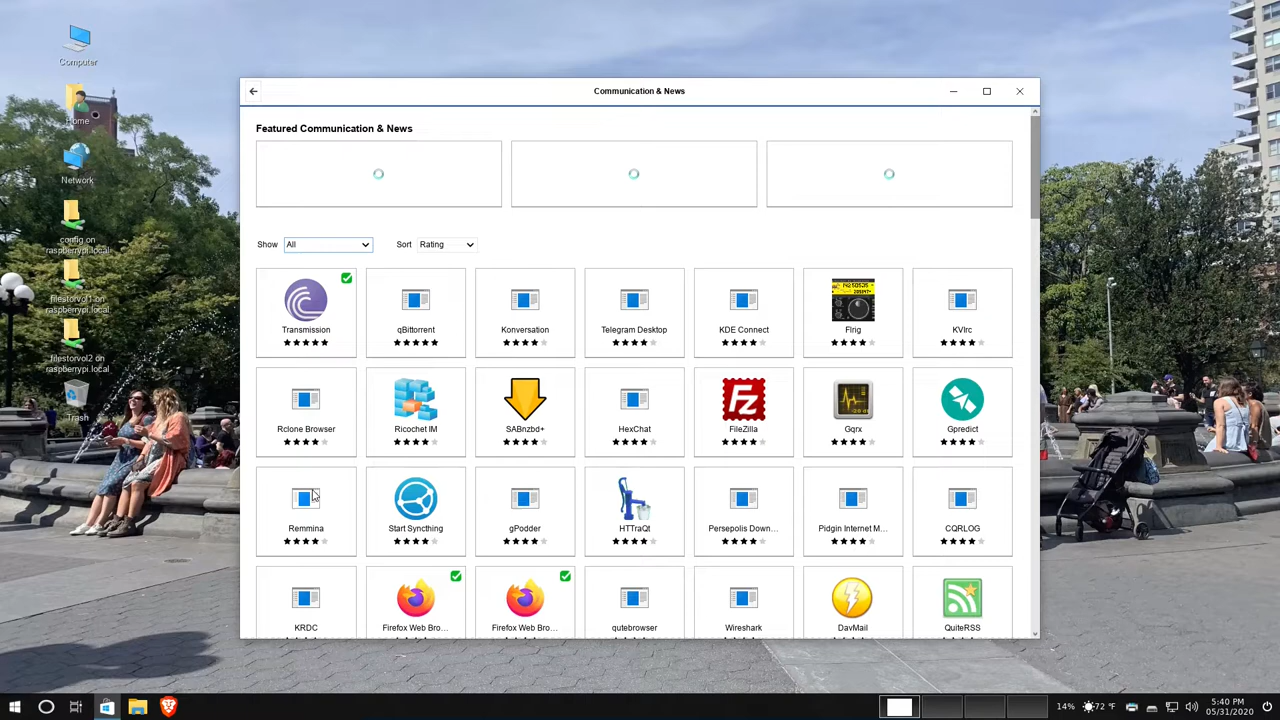 Computer
Home
Network
config on
raspberrypi.local
filestorvol1 on
raspberrypi.local
filestorvol2 on
raspberrypi.local
Trash
Communication & News
Featured Communication & News
Show All Sort Rating
Transmission
qBittorrent
Konversation
Telegram Desktop
KDE Connect
Flrig
KVIrc
Rclone Browser
Ricochet IM
SABnzbd+
HexChat
FileZilla
Gqrx
Gpredict
Remmina
Start Syncthing
gPodder
HTTraQt
Persepolis Down...
Pidgin Internet M...
CQRLOG
KRDC
Firefox Web Bro...
Firefox Web Bro...
qutebrowser
Wireshark
DavMail
QuiteRSS
14% 72 °F
5:40 PM
05/31/2020